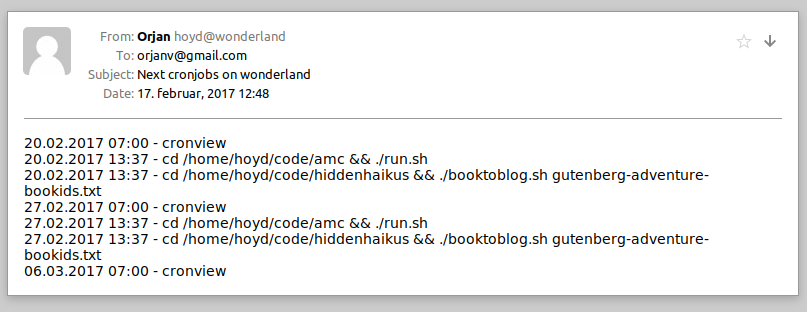 From: Orjan hoyd@wonderland
To: orjanv@gmail.com
Subject: Next cronjobs on wonderland
Date: 17. februar, 2017 12:48
20.02.2017 07:00 - cronview
20.02.2017 13:37 - cd /home/hoyd/code/amc && ./run.sh
20.02.2017 13:37 - cd /home/hoyd/code/hiddenhaikus && ./booktoblog.sh gutenberg-adventure-
bookids.txt
27.02.2017 07:00 - cronview
27.02.2017 13:37 - cd /home/hoyd/code/amc && ./run.sh
27.02.2017 13:37 - cd /home/hoyd/code/hiddenhaikus && ./booktoblog.sh gutenberg-adventure-
bookids.txt
06.03.2017 07:00 - cronview